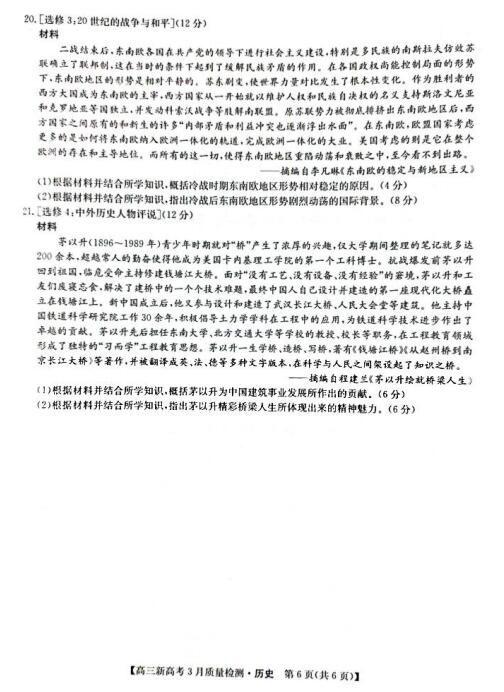 20.[选修3:20世纪的战争与和平](12分)
材料
二战结束后,东南欧各国在共产党的领导下进行社会主义建设,特别是多民族的南斯拉夫仿效苏
联确立了联邦制,这在当时的条件下起到了缓解民族矛盾的作用。在各国政权尚能控制局面的形势
下,东南欧地区的形势是相对平静的。苏东剧变,使世界力量对比发生了根本性变化。作为胜利者的
西方大国成为东南欧的主宰,西方国家从一开始就以维护人权和民族自决权的名义支持斯洛文尼亚
和克罗地亚等国独立,并发动科索沃战争等肢解南联盟。原苏联势力被彻底排挤出东南欧地区后,西
方国家之间原有的和新生的许多“内部矛盾和利益冲突也逐渐浮出水面”。在东南欧,欧盟国家考虑
更多的是如何将东南欧纳入欧洲一体化的轨道,完成欧洲一体化的大业。美国考虑的则是它在整个
欧洲的存在和主导地位。而所有的这一切,使得东南欧地区重陷动荡和衰败之中,至今看不到出路。
——摘编自李凡琳《东南欧的稳定与新地区主义》
(1)根据材料并结合所学知识,概括冷战时期东南欧地区形势相对稳定的原因。(4分)
(2)根据材料并结合所学知识,指出冷战后东南欧地区形势剧烈动荡的国际背景。(8分)
21.[选修4:中外历史人物评说](12分)
材料
茅以升(1896~1989年)青少年时期就对“桥”产生了浓厚的兴趣,仅大学期间整理的笔记就多达
200余本,超越常人的勤奋使得他成为美国卡内基理工学院的第一个工科博士。抗战爆发前茅以升
回到祖国,临危受命主持修建钱塘江大桥。面对“没有工艺、没有设备、没有经验”的窘境,茅以升和工
友们废寝忘食,解决了建桥中的一个个技术难题,最终中国人自己设计并建造的第一座现代化大桥矗
立在钱塘江上。新中国成立后,他又参与设计和建造了武汉长江大桥、人民大会堂等建筑。他主持中
国铁道科学研究院工作30余年,积极倡导土力学学科在工程中的应用,为铁道科学技术进步作出了
卓越的贡献。茅以升先后担任东南大学、北方交通大学等学校的教授、校长等职务,在工程教育领域
形成了独特的“习而学”工程教育思想。茅以升一生学桥、造桥、写桥,著有《钱塘江桥》《从赵州桥到南
京长江大桥》等著作,并被翻译成英、法、德等多种文字版本,在科学与人民之间架设起了知识之桥。
——摘编自程建兰《茅以升绘就桥梁人生》
(1)根据材料并结合所学知识,概括茅以升为中国建筑事业发展所作出的贡献。(6分)
(2)根据材料并结合所学知识,指出茅以升精彩桥梁人生所体现出来的精神魅力。(6分)
【高三新高考3月质量检测·历史 第6页(共6页)】